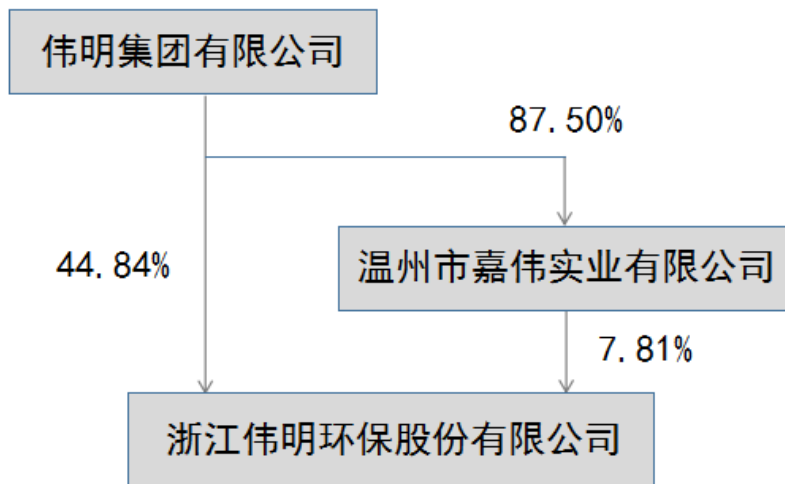 伟明集团有限公司
87.50%
44.84%
温州市嘉伟实业有限公司
7.81%
浙江伟明环保股份有限公司